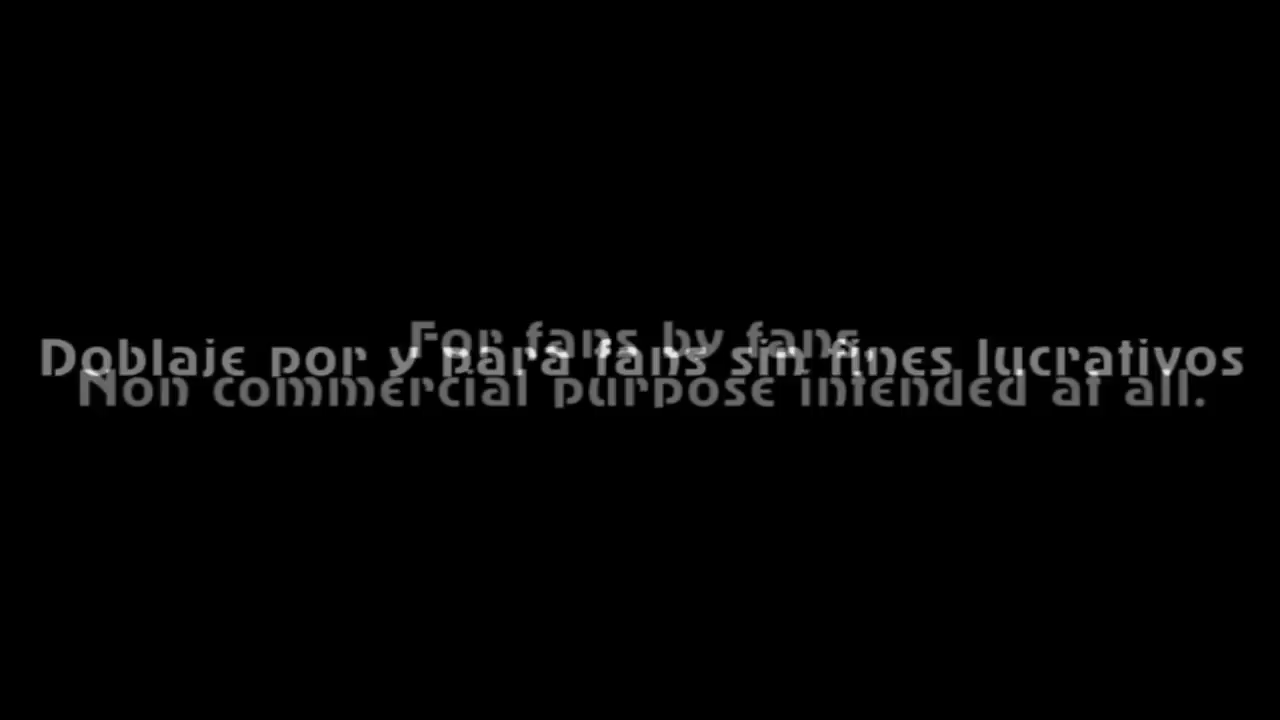 For fans by fans.
Doblaje por y para fans sin fines lucrativos
Non commercial purpose intended at all.